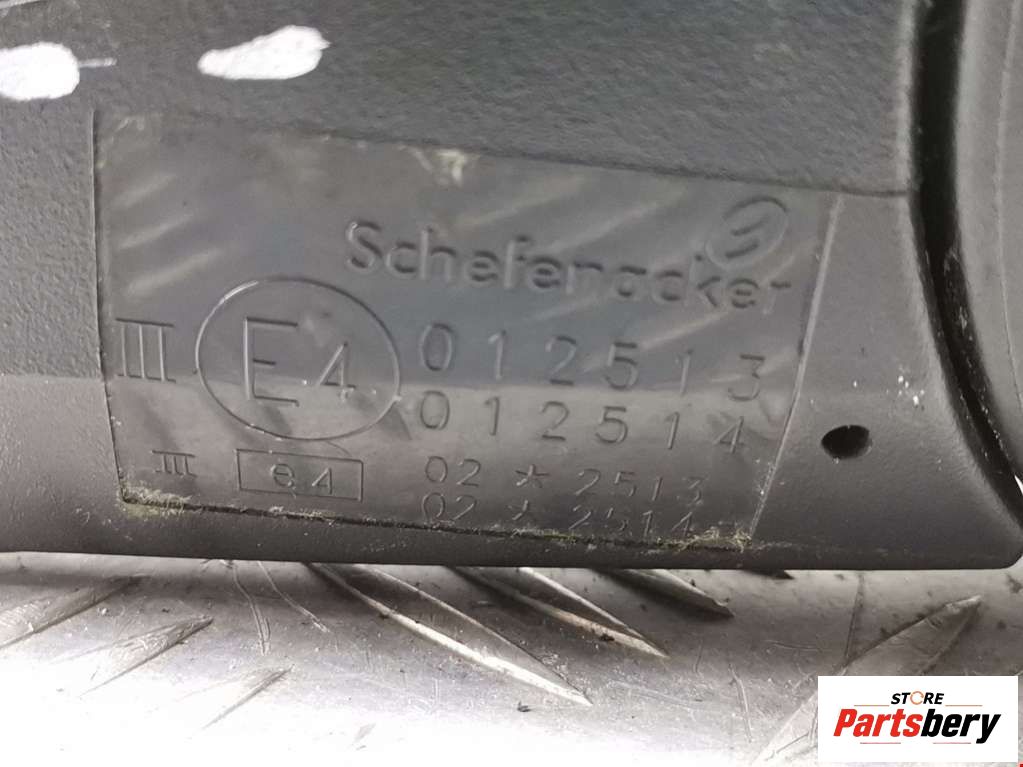 Schefenacker
III E4 012513
012514
III e4 02 * 2513
02 * 2514
STORE
Partsbery